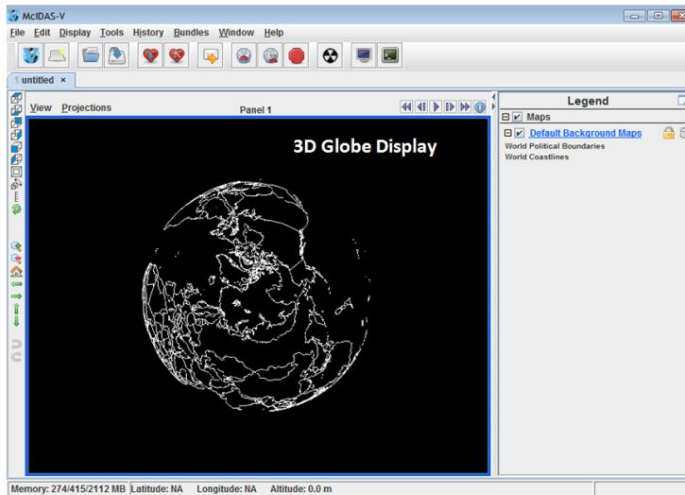 McIDAS-V
File Edit Display Tools History Bundles Window Help
1 untitled ×
View Projections
Panel 1
3D Globe Display
Legend
Maps
Default Background Maps
World Political Boundaries
World Coastlines
Memory: 274/415/2112 MB Latitude: NA Longitude: NA Altitude: 0.0 m